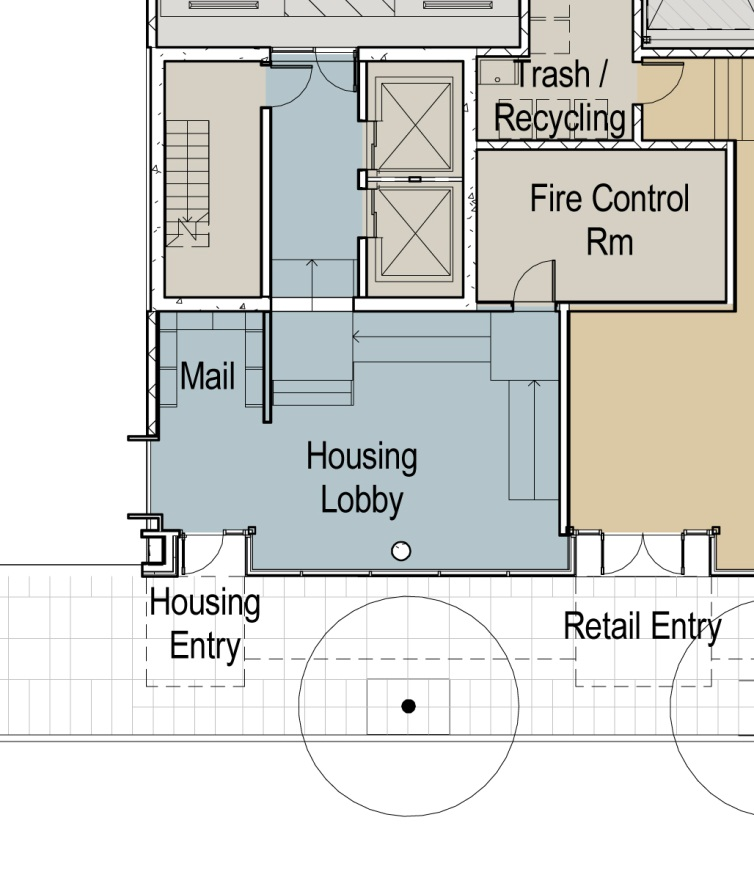 Trash /
Recycling
Fire Control
Rm
Mail
Housing
Lobby
Housing
Entry
Retail Entry